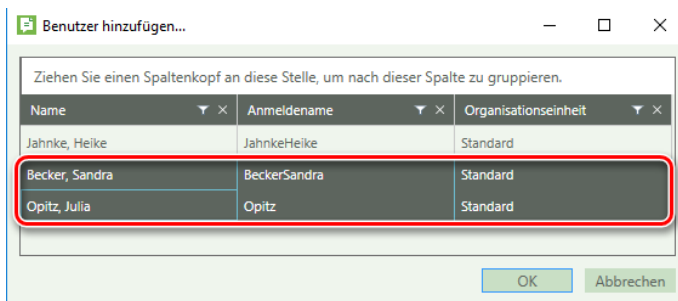 Benutzer hinzufügen...
Ziehen Sie einen Spaltenkopf an diese Stelle, um nach dieser Spalte zu gruppieren.
Name Anmeldename Organisationseinheit
Jahnke, Heike JahnkeHeike Standard
Becker, Sandra BeckerSandra Standard
Opitz, Julia Opitz Standard
OK Abbrechen